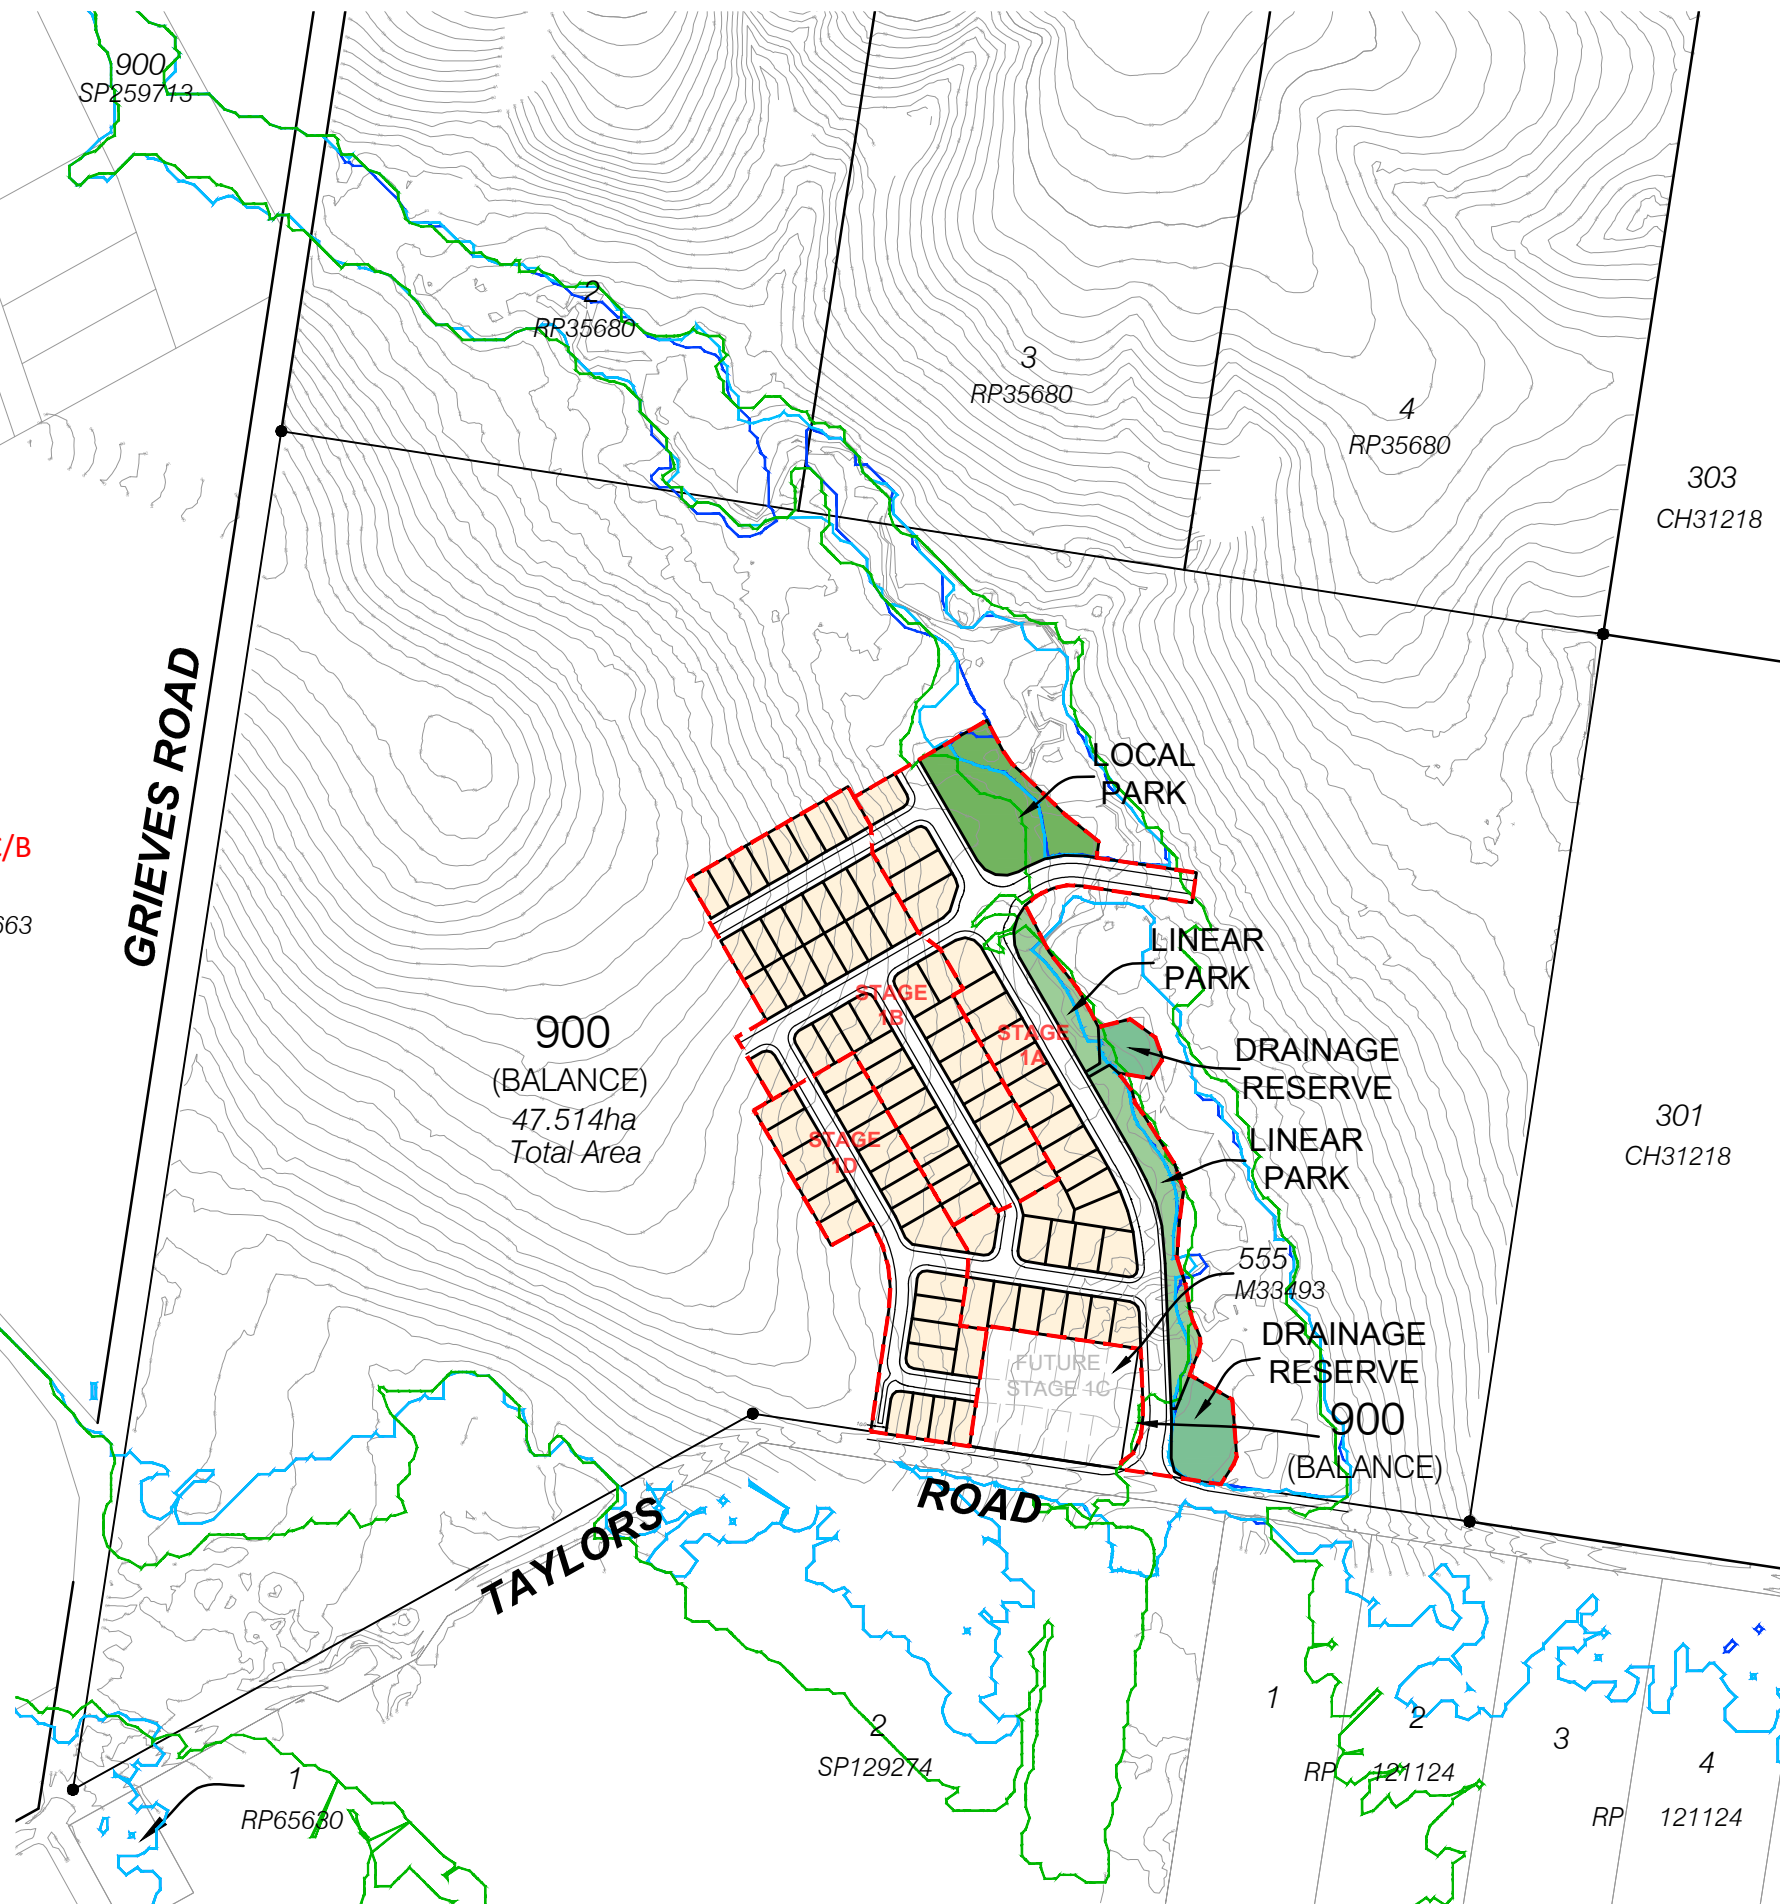 900
SP259713
2
RP35680
3
RP35680
4
RP35680
303
CH31218
GRIEVES ROAD
/B
663
LOCAL
PARK
LINEAR
PARK
STAGE
1B
STAGE
1A
900
(BALANCE)
47.514ha
Total Area
DRAINAGE
RESERVE
LINEAR
PARK
STAGE
1D
301
CH31218
555
M33493
DRAINAGE
RESERVE
FUTURE
STAGE 1C
900
(BALANCE)
TAYLORS ROAD
1
RP65630
2
SP129274
1
2
RP 121124
3
4
RP 121124